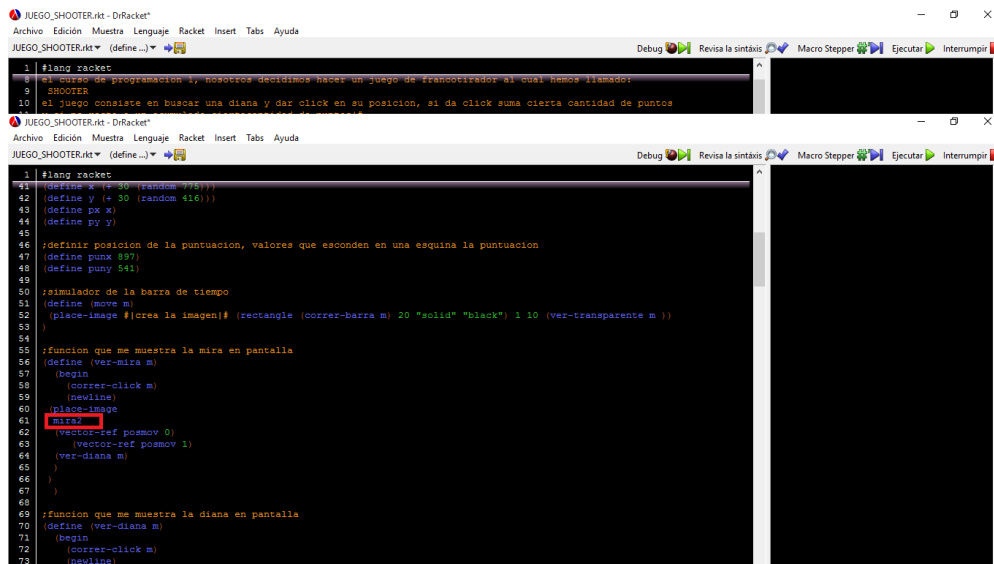 JUEGO_SHOOTER.rkt - DrRacket*
Archivo Edición Muestra Lenguaje Racket Insert Tabs Ayuda
JUEGO_SHOOTER.rkt (define ...) Debug Revisa la sintáxis Macro Stepper Ejecutar Interrumpir
1 #lang racket
8 el curso de programacion 1, nosotros decidimos hacer un juego de francotirador al cual hemos llamado:
9 SHOOTER
10 el juego consiste en buscar una diana y dar click en su posicion, si da click suma cierta cantidad de puntos
JUEGO_SHOOTER.rkt - DrRacket*
Archivo Edición Muestra Lenguaje Racket Insert Tabs Ayuda
JUEGO_SHOOTER.rkt (define ...) Debug Revisa la sintáxis Macro Stepper Ejecutar Interrumpir
1 #lang racket
41 (define x (+ 30 (random 775)))
42 (define y (+ 30 (random 416)))
43 (define px x)
44 (define py y)
45
46 ;definir posicion de la puntuacion, valores que esconden en una esquina la puntuacion
47 (define punx 897)
48 (define puny 541)
49
50 ;simulador de la barra de tiempo
51 (define (move m)
52 (place-image #|crea la imagen|# (rectangle (correr-barra m) 20 "solid" "black") 1 10 (ver-transparente m ))
53 )
54
55 ;funcion que me muestra la mira en pantalla
56 (define (ver-mira m)
57 (begin
58 (correr-click m)
59 (newline)
60 (place-image
61 mira2
62 (vector-ref posmov 0)
63 (vector-ref posmov 1)
64 (ver-diana m)
65 )
66 )
67 )
68
69 ;funcion que me muestra la diana en pantalla
70 (define (ver-diana m)
71 (begin
72 (correr-click m)
73 (newline)